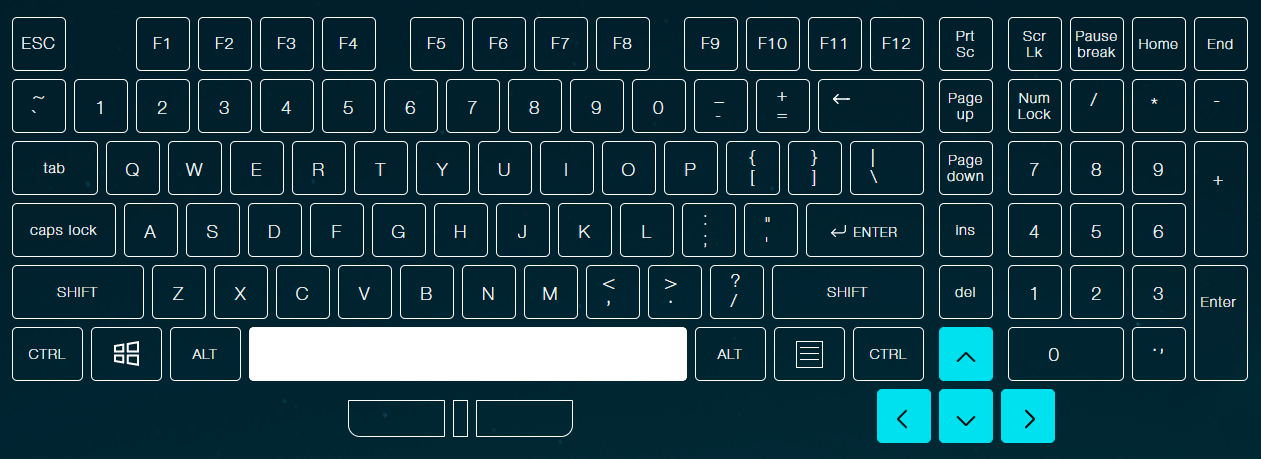 ESC F1 F2 F3 F4 F5 F6 F7 F8 F9 F10 F11 F12 Prt Sc Scr Lk Pause break Home End
~ ` 1 2 3 4 5 6 7 8 9 0 _ - + = ← Page up Num Lock / * -
tab Q W E R T Y U I O P { [ } ] | \ Page down 7 8 9 +
caps lock A S D F G H J K L : ; " ' ENTER ins 4 5 6
SHIFT Z X C V B N M < , > . ? / SHIFT del 1 2 3 Enter
CTRL ALT ALT CTRL 0 .,